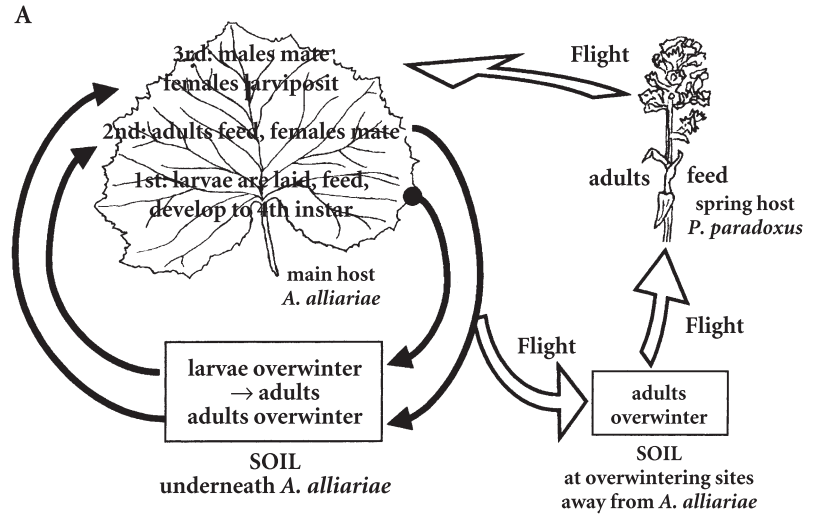 A
3rd: males mate
females larviposit
2nd: adults feed, females mate
1st: larvae are laid, feed,
develop to 4th instar
main host
A. alliariae
larvae overwinter
→ adults
adults overwinter
SOIL
underneath A. alliariae
Flight
adults
feed
spring host
P. paradoxus
Flight
Flight
adults
overwinter
SOIL
at overwintering sites
away from A. alliariae